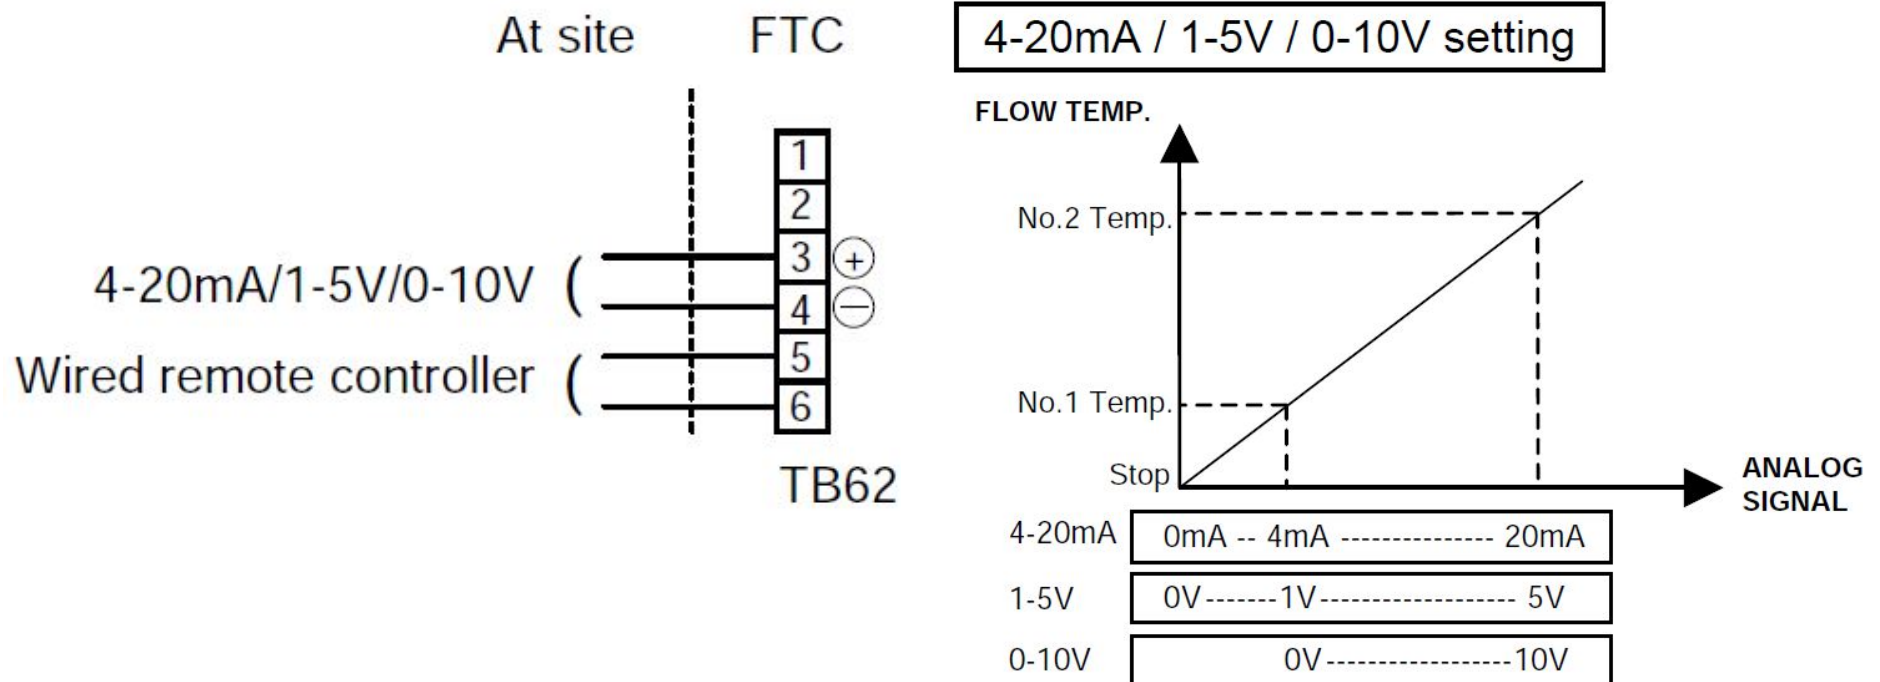 At site
FTC
1
2
3 +
4 −
5
6
4-20mA/1-5V/0-10V (
Wired remote controller (
TB62
4-20mA / 1-5V / 0-10V setting
FLOW TEMP.
No.2 Temp.
No.1 Temp.
Stop
ANALOG
SIGNAL
4-20mA 0mA -- 4mA --------------- 20mA
1-5V 0V-------1V------------------- 5V
0-10V 0V------------------10V